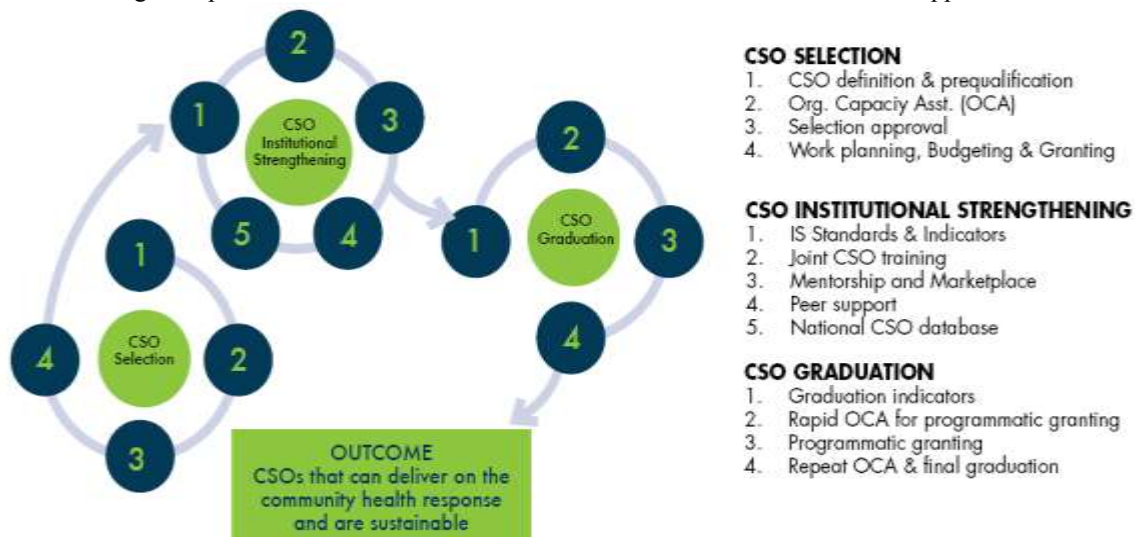 2
1
3
CSO
Institutional
Strengthening
5
4
1
CSO
Selection
4
2
3
2
1
CSO
Graduation
3
4
OUTCOME
CSOs that can deliver on the
community health response
and are sustainable
CSO SELECTION
1. CSO definition & prequalification
2. Org. Capaciy Asst. (OCA)
3. Selection approval
4. Work planning, Budgeting & Granting
CSO INSTITUTIONAL STRENGTHENING
1. IS Standards & Indicators
2. Joint CSO training
3. Mentorship and Marketplace
4. Peer support
5. National CSO database
CSO GRADUATION
1. Graduation indicators
2. Rapid OCA for programmatic granting
3. Programmatic granting
4. Repeat OCA & final graduation